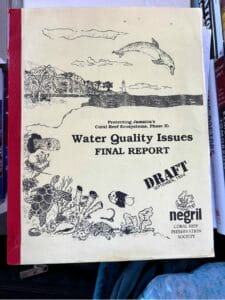 Protecting Jamaica's
Coral Reef Ecosystems, Phase II:
Water Quality Issues
FINAL REPORT
DRAFT
negril
CORAL REEF
PRESERVATION
SOCIETY